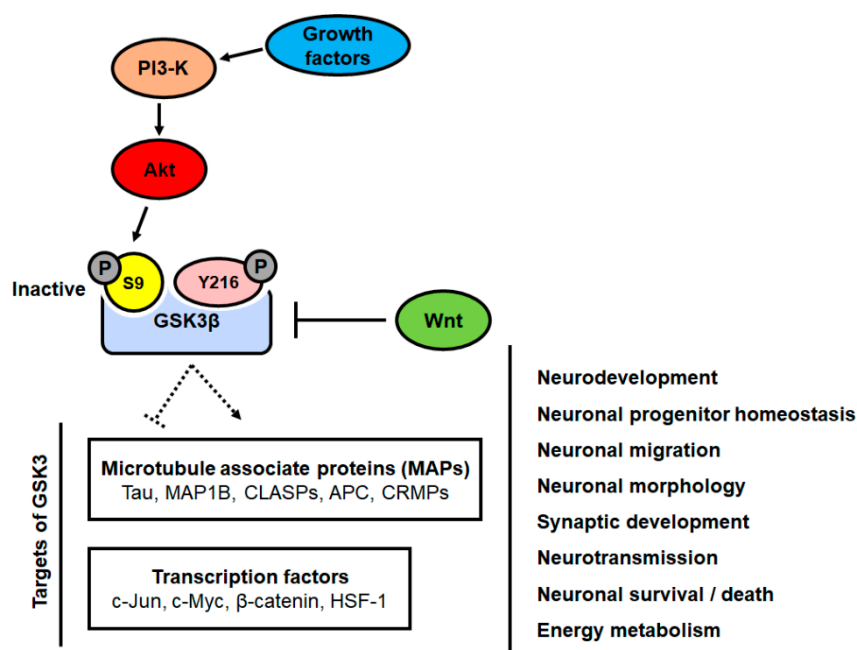 Growth
factors
PI3-K
Akt
P
S9
Y216
P
Inactive
GSK3β
Wnt
Targets of GSK3
Microtubule associate proteins (MAPs)
Tau, MAP1B, CLASPs, APC, CRMPs
Transcription factors
c-Jun, c-Myc, β-catenin, HSF-1
Neurodevelopment
Neuronal progenitor homeostasis
Neuronal migration
Neuronal morphology
Synaptic development
Neurotransmission
Neuronal survival / death
Energy metabolism